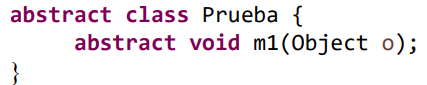 abstract class Prueba {
     abstract void m1(Object o);
}